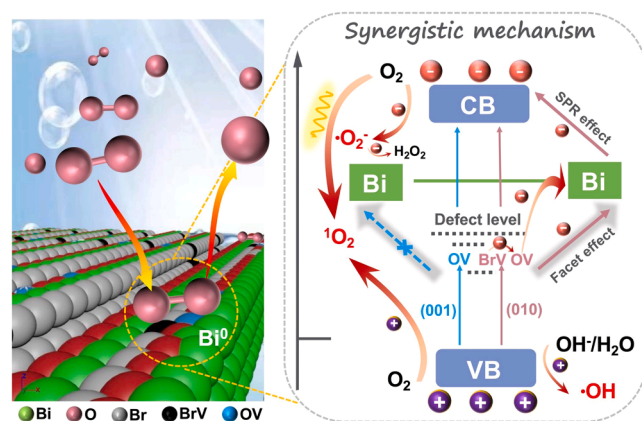 Bi⁰
z
x
Bi O Br BrV OV
Synergistic mechanism
O₂
CB
·O₂⁻
H₂O₂
SPR effect
Bi
Bi
¹O₂
Defect level
OV BrV OV
Facet effect
(001) (010)
OH⁻/H₂O
O₂
VB
·OH